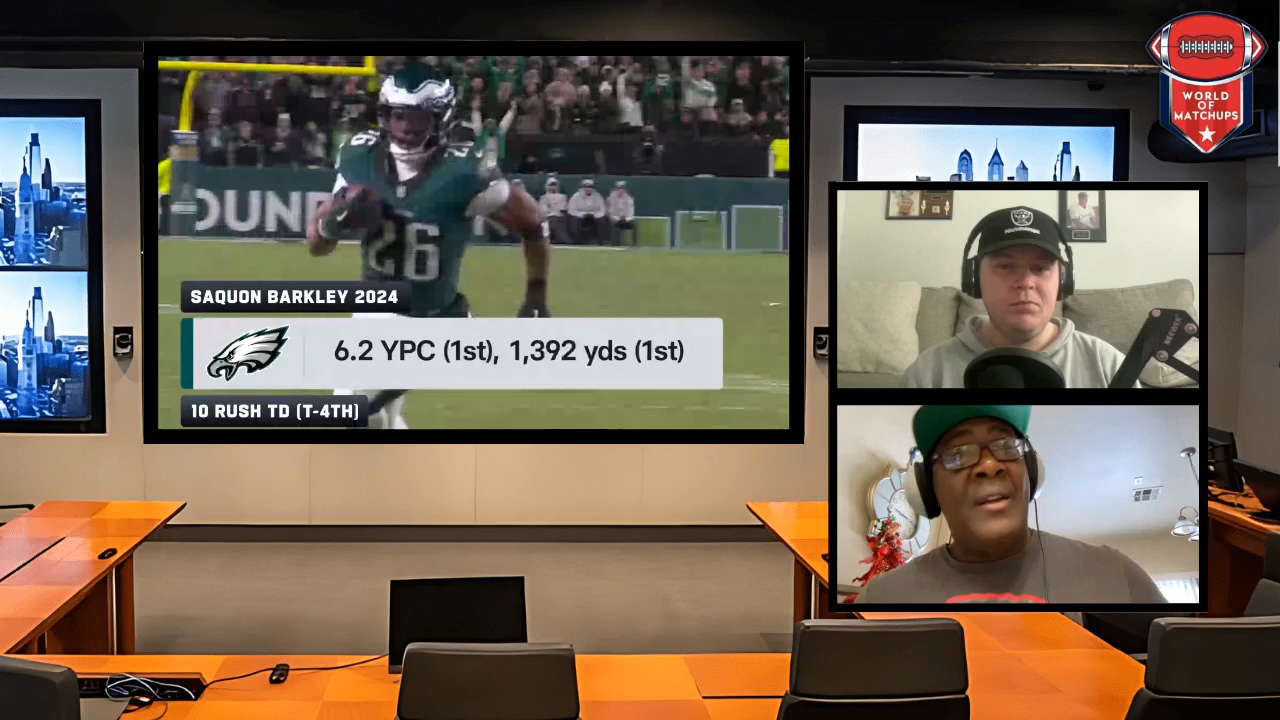 WORLD
OF
MATCHUPS
26
26
SAQUON BARKLEY 2024
6.2 YPC (1st), 1,392 yds (1st)
10 RUSH TD (T-4TH)